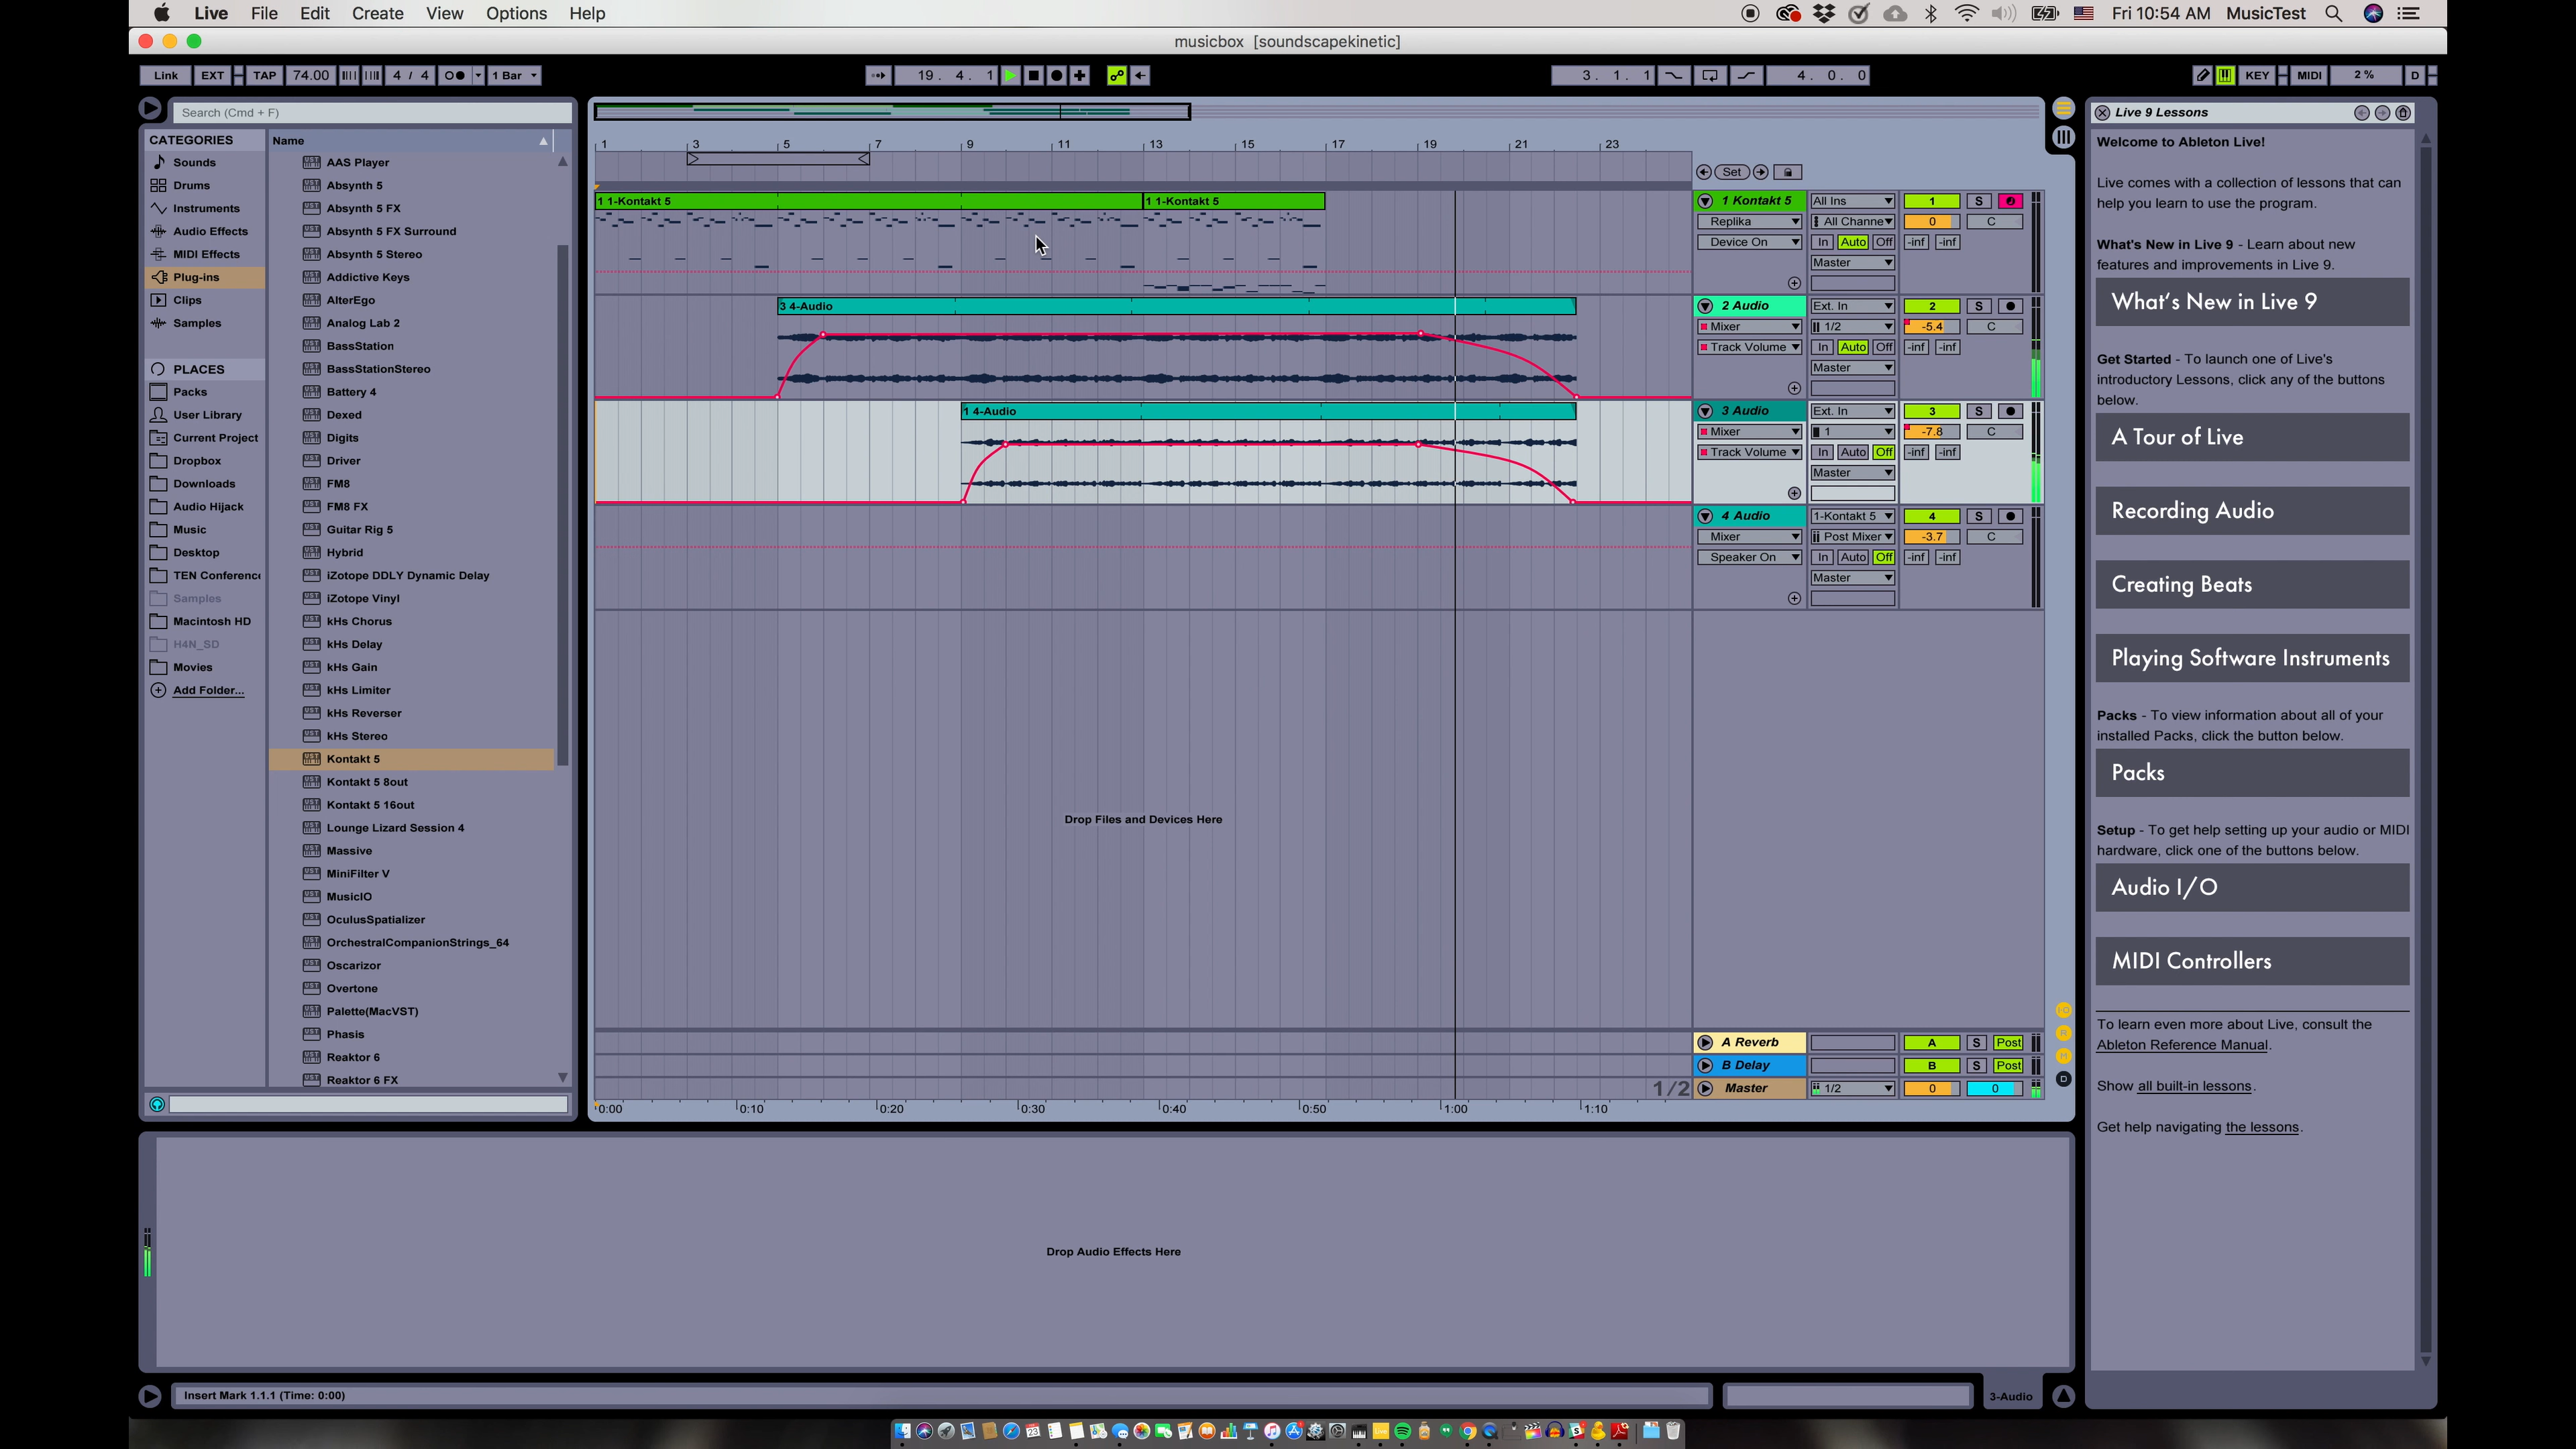 Live File Edit Create View Options Help
Fri 10:54 AM MusicTest
musicbox [soundscapekinetic]
Link EXT TAP 74.00 4 / 4 1 Bar
19. 4. 1
3. 1. 1 4. 0. 0
KEY MIDI 2 % D
Search (Cmd + F)
CATEGORIES
Sounds
Drums
Instruments
Audio Effects
MIDI Effects
Plug-ins
Clips
Samples
PLACES
Packs
User Library
Current Project
Dropbox
Downloads
Audio Hijack
Music
Desktop
TEN Conference
Samples
Macintosh HD
H4N_SD
Movies
Add Folder...
Name
AAS Player
Absynth 5
Absynth 5 FX
Absynth 5 FX Surround
Absynth 5 Stereo
Addictive Keys
AlterEgo
Analog Lab 2
BassStation
BassStationStereo
Battery 4
Dexed
Digits
Driver
FM8
FM8 FX
Guitar Rig 5
Hybrid
iZotope DDLY Dynamic Delay
iZotope Vinyl
kHs Chorus
kHs Delay
kHs Gain
kHs Limiter
kHs Reverser
kHs Stereo
Kontakt 5
Kontakt 5 8out
Kontakt 5 16out
Lounge Lizard Session 4
Massive
MiniFilter V
MusicIO
OculusSpatializer
OrchestralCompanionStrings_64
Oscarizor
Overtone
Palette(MacVST)
Phasis
Reaktor 6
Reaktor 6 FX
1 3 5 7 9 11 13 15 17 19 21 23
Set
1 1-Kontakt 5 1 1-Kontakt 5
1 Kontakt 5 All Ins 1 S
Replika All Channe 0 C
Device On In Auto Off -inf -inf
Master
3 4-Audio
2 Audio Ext. In 2 S
Mixer 1/2 -5.4 C
Track Volume In Auto Off -inf -inf
Master
1 4-Audio
3 Audio Ext. In 3 S
Mixer 1 -7.8 C
Track Volume In Auto Off -inf -inf
Master
4 Audio 1-Kontakt 5 4 S
Mixer Post Mixer -3.7 C
Speaker On In Auto Off -inf -inf
Master
Drop Files and Devices Here
A Reverb A S Post
B Delay B S Post
1/2 Master 1/2 0 0
0:00 0:10 0:20 0:30 0:40 0:50 1:00 1:10
Drop Audio Effects Here
Insert Mark 1.1.1 (Time: 0:00)
3-Audio
Live 9 Lessons
Welcome to Ableton Live!
Live comes with a collection of lessons that can
help you learn to use the program.
What's New in Live 9 - Learn about new
features and improvements in Live 9.
What's New in Live 9
Get Started - To launch one of Live's
introductory Lessons, click any of the buttons
below.
A Tour of Live
Recording Audio
Creating Beats
Playing Software Instruments
Packs - To view information about all of your
installed Packs, click the button below.
Packs
Setup - To get help setting up your audio or MIDI
hardware, click one of the buttons below.
Audio I/O
MIDI Controllers
To learn even more about Live, consult the
Ableton Reference Manual.
Show all built-in lessons.
Get help navigating the lessons.